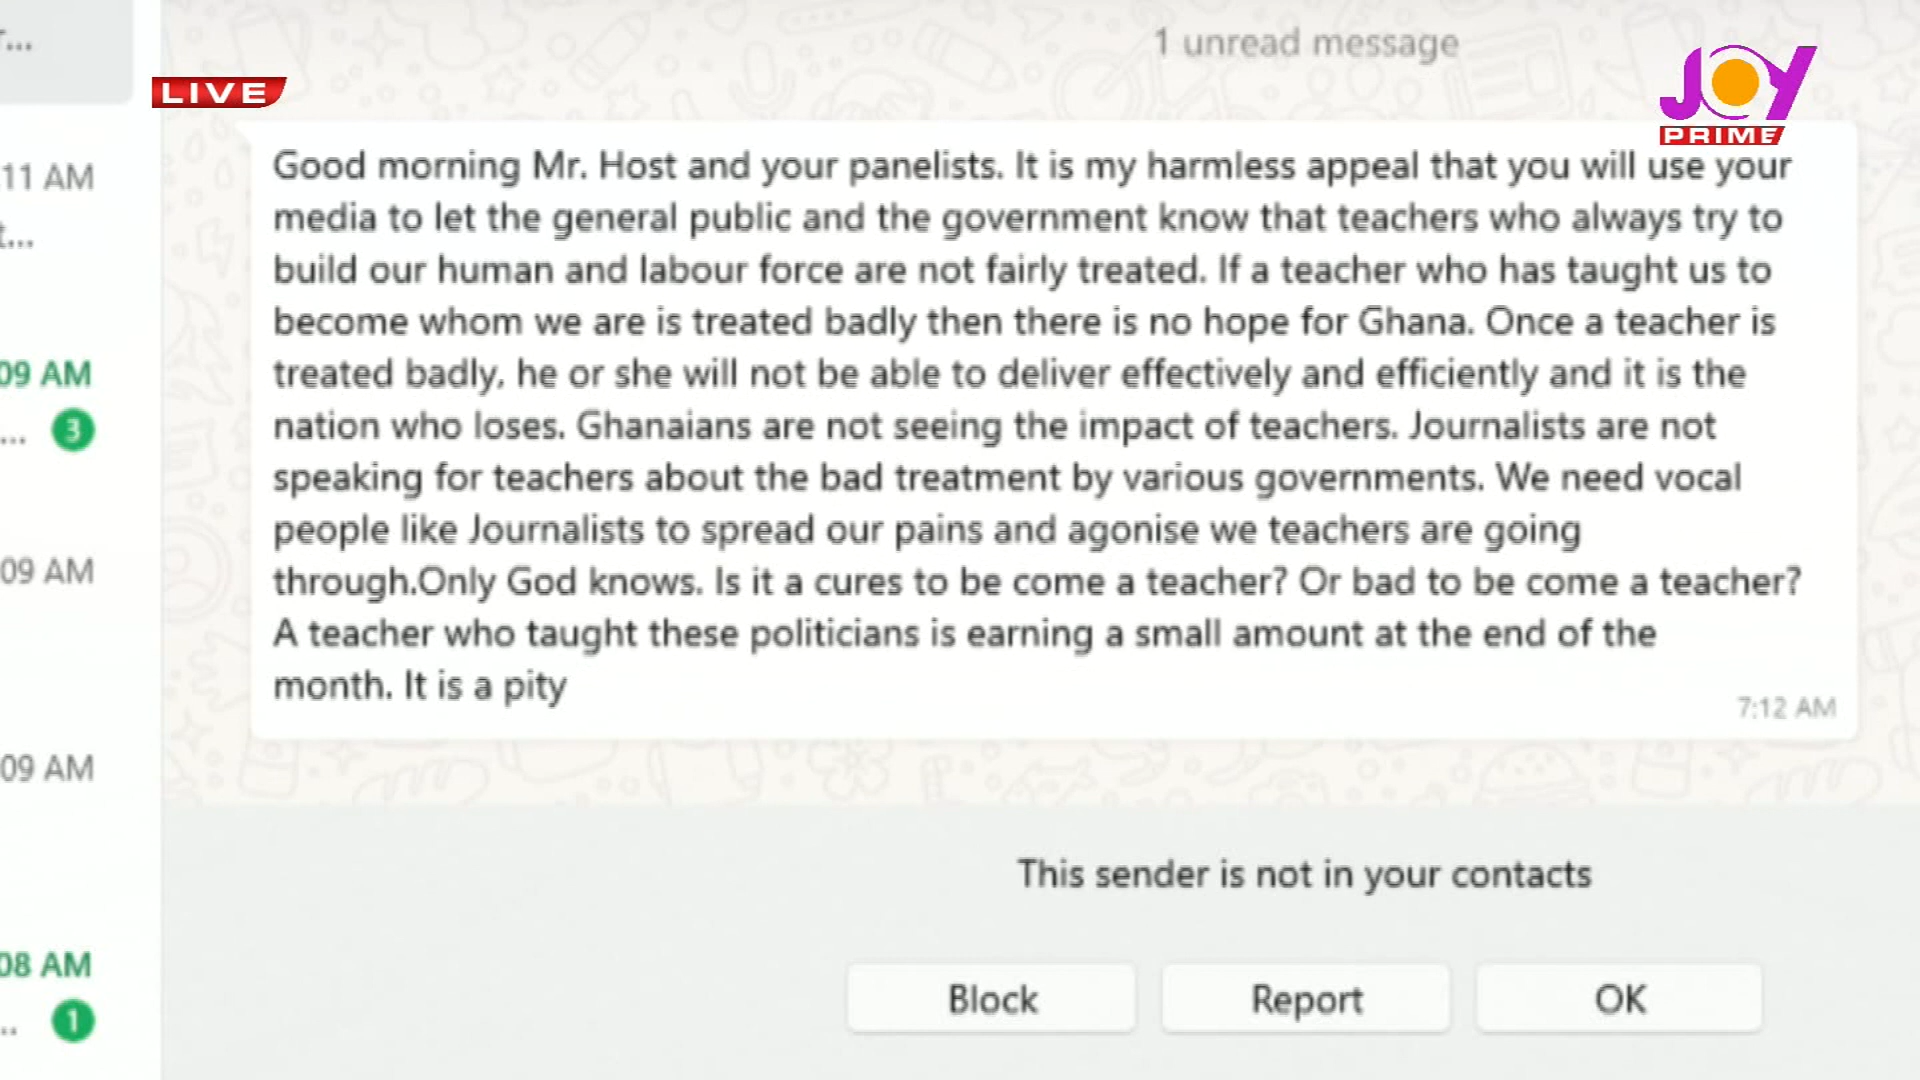 r...
1 unread message
LIVE
JOY
PRIME
11 AM
t...
Good morning Mr. Host and your panelists. It is my harmless appeal that you will use your
media to let the general public and the government know that teachers who always try to
build our human and labour force are not fairly treated. If a teacher who has taught us to
become whom we are is treated badly then there is no hope for Ghana. Once a teacher is
treated badly, he or she will not be able to deliver effectively and efficiently and it is the
nation who loses. Ghanaians are not seeing the impact of teachers. Journalists are not
speaking for teachers about the bad treatment by various governments. We need vocal
people like Journalists to spread our pains and agonise we teachers are going
through.Only God knows. Is it a cures to be come a teacher? Or bad to be come a teacher?
A teacher who taught these politicians is earning a small amount at the end of the
month. It is a pity
7:12 AM
09 AM
... 3
09 AM
09 AM
08 AM
.. 1
This sender is not in your contacts
Block Report OK